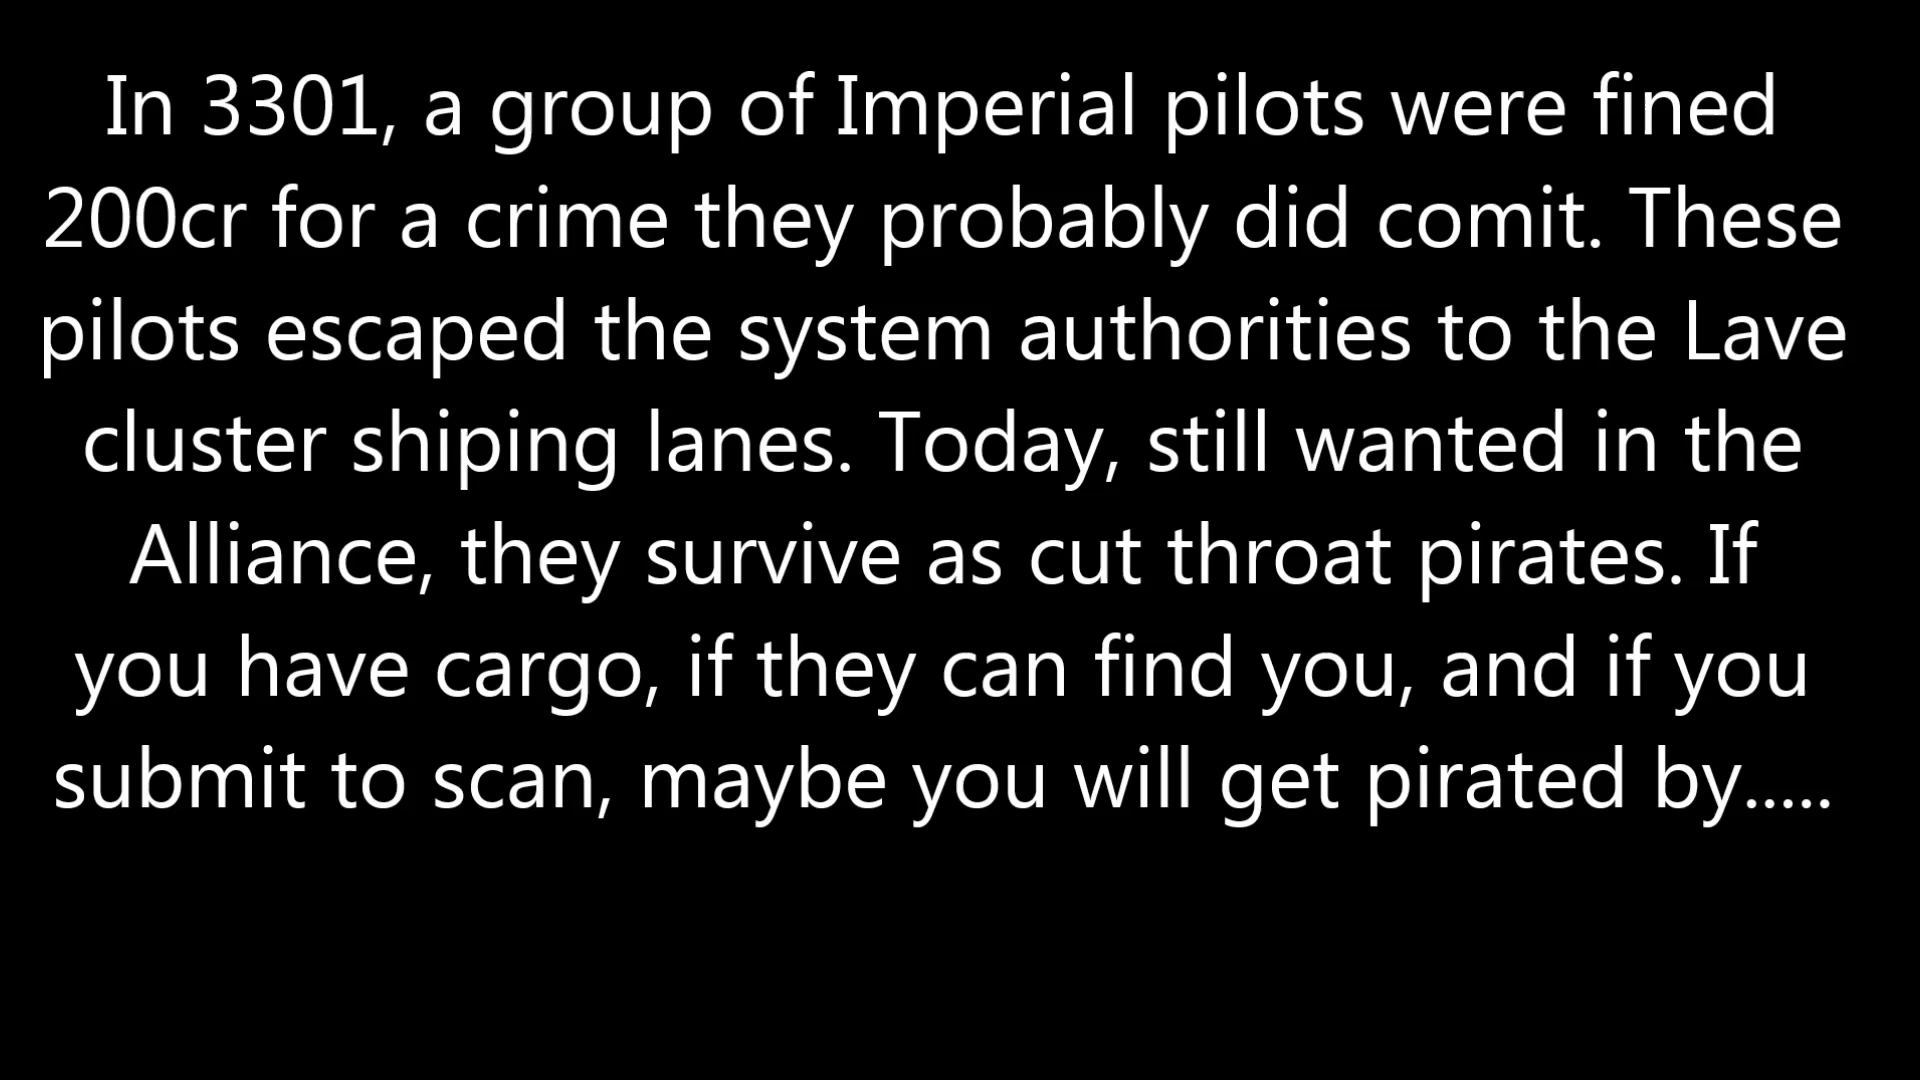 In 3301, a group of Imperial pilots were fined
200cr for a crime they probably did comit. These
pilots escaped the system authorities to the Lave
cluster shiping lanes. Today, still wanted in the
Alliance, they survive as cut throat pirates. If
you have cargo, if they can find you, and if you
submit to scan, maybe you will get pirated by.....